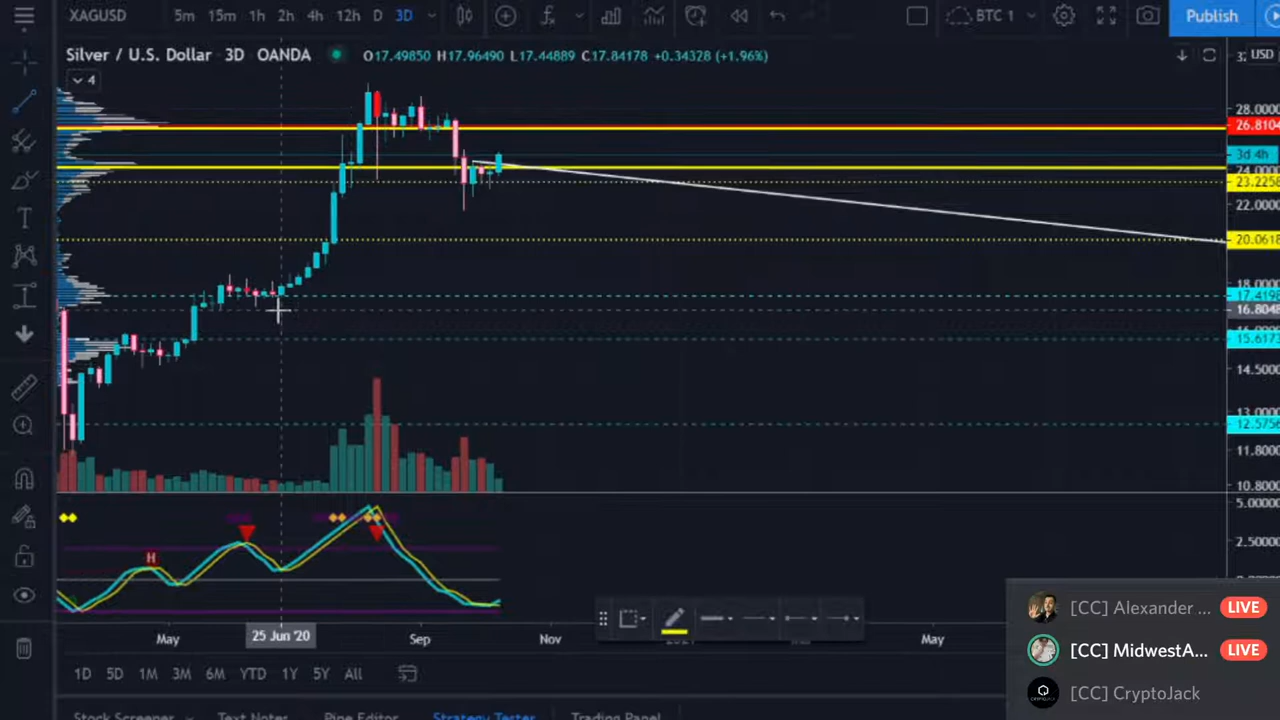 XAGUSD 5m 15m 1h 2h 4h 12h D 3D BTC 1 Publish
Silver / U.S. Dollar 3D OANDA O17.49850 H17.96490 L17.44889 C17.84178 +0.34328 (+1.96%) USD
4
28.0000
26.8104
3d 4h
24.0000
23.2258
22.0000
20.0618
18.0000
17.4198
16.8048
15.6173
14.5000
13.0000
12.5756
11.8000
10.8000
5.0000
2.5000
H
[CC] Alexander ... LIVE
May 25 Jun '20 Sep Nov May
[CC] MidwestA... LIVE
1D 5D 1M 3M 6M YTD 1Y 5Y All
[CC] CryptoJack
Stock Screener Text Notes Pine Editor Strategy Tester Trading Panel